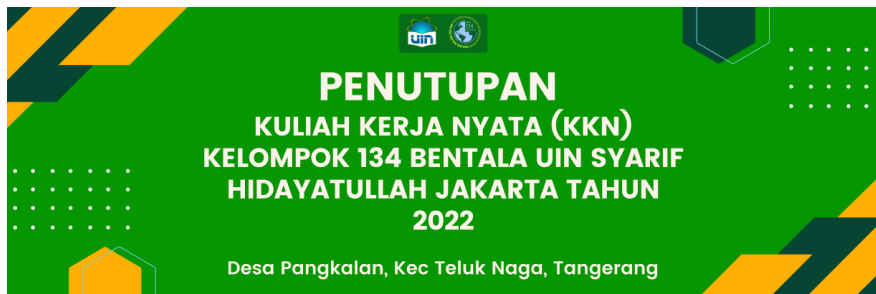 uin
PENUTUPAN
KULIAH KERJA NYATA (KKN)
KELOMPOK 134 BENTALA UIN SYARIF
HIDAYATULLAH JAKARTA TAHUN
2022
Desa Pangkalan, Kec Teluk Naga, Tangerang